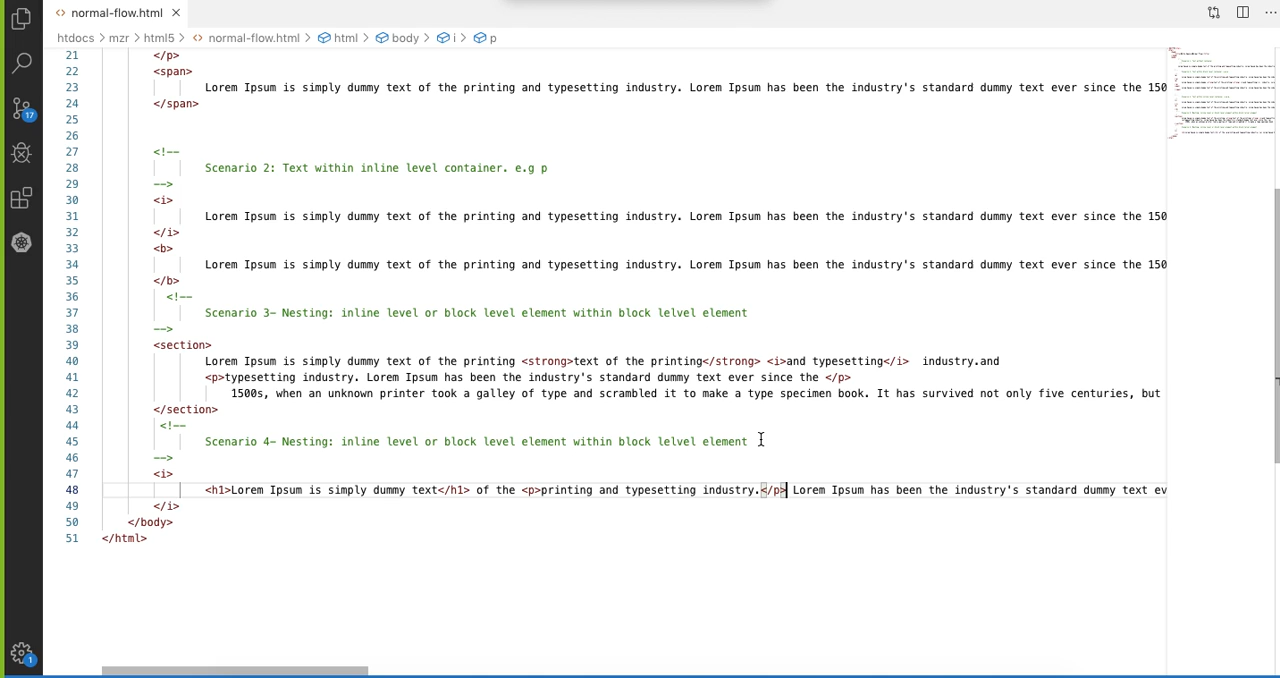 normal-flow.html
htdocs > mzr > html5 > normal-flow.html > html > body > i > p
21 </p>
22 <span>
23 Lorem Ipsum is simply dummy text of the printing and typesetting industry. Lorem Ipsum has been the industry's standard dummy text ever since the 150
24 </span>
25
26
27 <!--
28 Scenario 2: Text within inline level container. e.g p
29 -->
30 <i>
31 Lorem Ipsum is simply dummy text of the printing and typesetting industry. Lorem Ipsum has been the industry's standard dummy text ever since the 150
32 </i>
33 <b>
34 Lorem Ipsum is simply dummy text of the printing and typesetting industry. Lorem Ipsum has been the industry's standard dummy text ever since the 150
35 </b>
36 <!--
37 Scenario 3- Nesting: inline level or block level element within block lelvel element
38 -->
39 <section>
40 Lorem Ipsum is simply dummy text of the printing <strong>text of the printing</strong> <i>and typesetting</i> industry.and
41 <p>typesetting industry. Lorem Ipsum has been the industry's standard dummy text ever since the </p>
42 1500s, when an unknown printer took a galley of type and scrambled it to make a type specimen book. It has survived not only five centuries, but
43 </section>
44 <!--
45 Scenario 4- Nesting: inline level or block level element within block lelvel element
46 -->
47 <i>
48 <h1>Lorem Ipsum is simply dummy text</h1> of the <p>printing and typesetting industry.</p> Lorem Ipsum has been the industry's standard dummy text ev
49 </i>
50 </body>
51 </html>
17
1